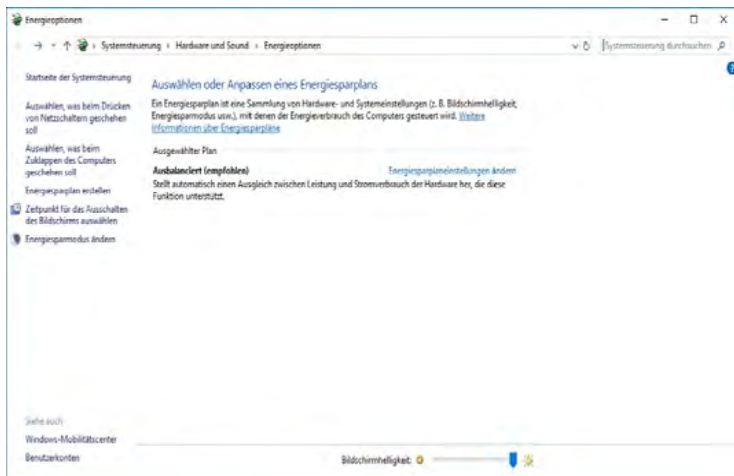 Energieoptionen
Systemsteuerung › Hardware und Sound › Energieoptionen
Systemsteuerung durchsuchen
Startseite der Systemsteuerung
Auswählen, was beim Drücken
von Netzschaltern geschehen
soll
Auswählen, was beim
Zuklappen des Computers
geschehen soll
Energiesparplan erstellen
Zeitpunkt für das Ausschalten
des Bildschirms auswählen
Energiesparmodus ändern
Auswählen oder Anpassen eines Energiesparplans
Ein Energiesparplan ist eine Sammlung von Hardware- und Systemeinstellungen (z. B. Bildschirmhelligkeit,
Energiesparmodus usw.), mit denen der Energieverbrauch des Computers gesteuert wird. Weitere
Informationen über Energiesparpläne
Ausgewählter Plan
Ausbalanciert (empfohlen) Energiesparplaneinstellungen ändern
Stellt automatisch einen Ausgleich zwischen Leistung und Stromverbrauch der Hardware her, die diese
Funktion unterstützt.
Siehe auch
Windows-Mobilitätscenter
Benutzerkonten
Bildschirmhelligkeit: